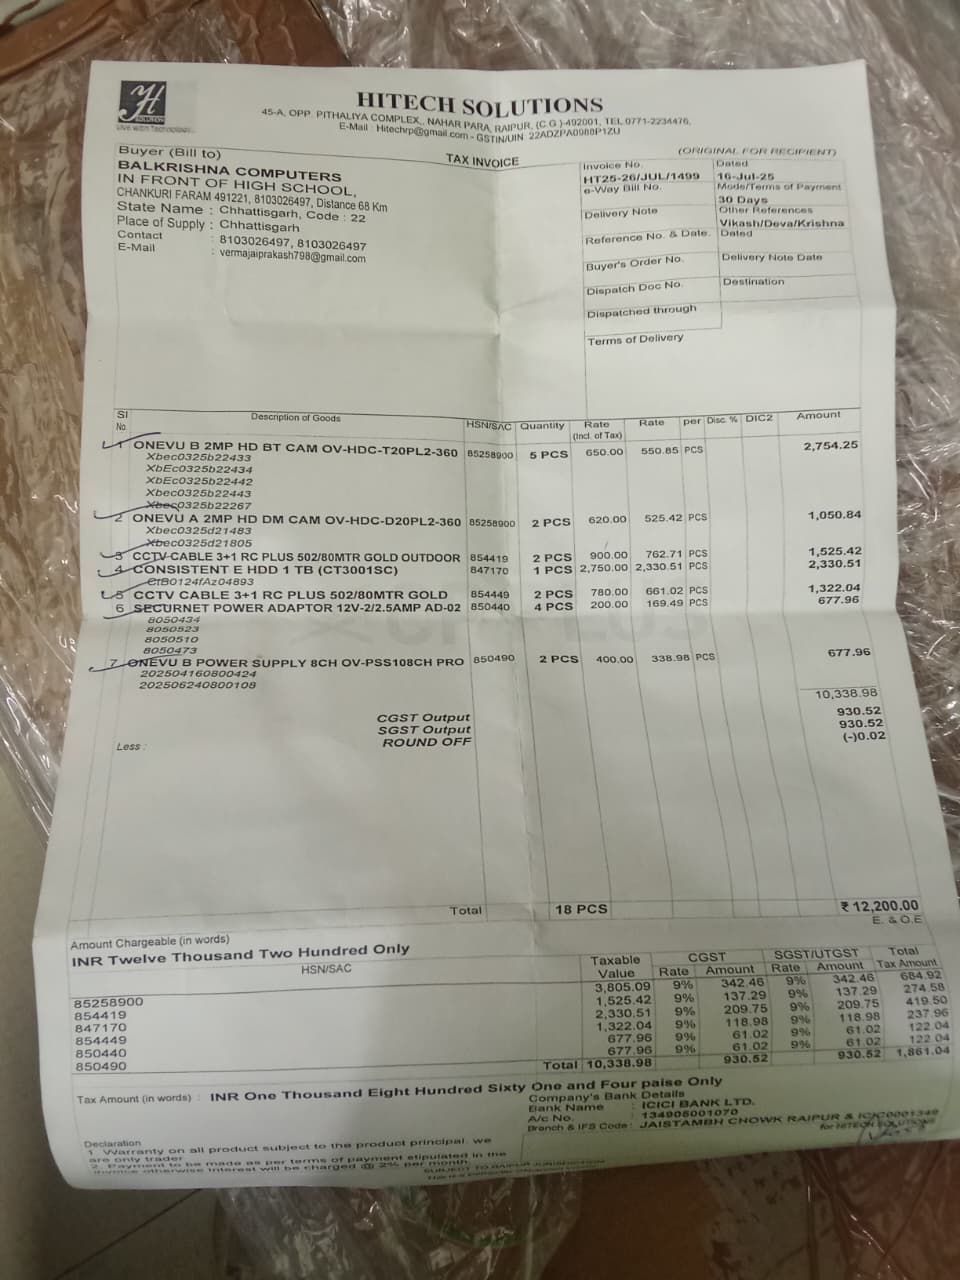 HITECH SOLUTIONS
45-A, OPP. PITHALIYA COMPLEX,, NAHAR PARA, RAIPUR, (C.G.)-492001, TEL 0771-2234476,
E-Mail : Hitechrp@gmail.com - GSTIN/UIN: 22ADZPA0988P1ZU
YH
SOLUTION
Live with Technology
TAX INVOICE
(ORIGINAL FOR RECIPIENT)
Buyer (Bill to)
BALKRISHNA COMPUTERS
IN FRONT OF HIGH SCHOOL,
CHANKURI FARAM 491221, 8103026497, Distance 68 Km
State Name : Chhattisgarh, Code : 22
Place of Supply : Chhattisgarh
Contact : 8103026497, 8103026497
E-Mail : vermajaiprakash798@gmail.com
Invoice No. Dated
HT25-26/JUL/1499 16-Jul-25
e-Way Bill No. Mode/Terms of Payment
30 Days
Delivery Note Other References
Vikash/Deva/Krishna
Reference No. & Date. Dated
Buyer's Order No. Delivery Note Date
Dispatch Doc No. Destination
Dispatched through
Terms of Delivery
Sl No. Description of Goods HSN/SAC Quantity Rate (Incl. of Tax) Rate per Disc. % DIC2 Amount
1 ONEVU B 2MP HD BT CAM OV-HDC-T20PL2-360 85258900 5 PCS 650.00 550.85 PCS 2,754.25
Xbec0325b22433
XbEc0325b22434
XbEc0325b22442
Xbec0325b22443
Xbec0325b22267
2 ONEVU A 2MP HD DM CAM OV-HDC-D20PL2-360 85258900 2 PCS 620.00 525.42 PCS 1,050.84
Xbec0325d21483
Xbec0325d21805
3 CCTV CABLE 3+1 RC PLUS 502/80MTR GOLD OUTDOOR 854419 2 PCS 900.00 762.71 PCS 1,525.42
4 CONSISTENT E HDD 1 TB (CT3001SC) 847170 1 PCS 2,750.00 2,330.51 PCS 2,330.51
CtB0124fAz04893
5 CCTV CABLE 3+1 RC PLUS 502/80MTR GOLD 854449 2 PCS 780.00 661.02 PCS 1,322.04
6 SECURNET POWER ADAPTOR 12V-2/2.5AMP AD-02 850440 4 PCS 200.00 169.49 PCS 677.96
8050434
8050523
8050510
8050473
7 ONEVU B POWER SUPPLY 8CH OV-PSS108CH PRO 850490 2 PCS 400.00 338.98 PCS 677.96
202504160800424
202506240800108
10,338.98
CGST Output 930.52
SGST Output 930.52
Less : ROUND OFF (-)0.02
Total 18 PCS ₹ 12,200.00
E. & O.E
Amount Chargeable (in words)
INR Twelve Thousand Two Hundred Only
HSN/SAC Taxable Value CGST Rate Amount SGST/UTGST Rate Amount Total Tax Amount
85258900 3,805.09 9% 342.46 9% 342.46 684.92
854419 1,525.42 9% 137.29 9% 137.29 274.58
847170 2,330.51 9% 209.75 9% 209.75 419.50
854449 1,322.04 9% 118.98 9% 118.98 237.96
850440 677.96 9% 61.02 9% 61.02 122.04
850490 677.96 9% 61.02 9% 61.02 122.04
Total 10,338.98 930.52 930.52 1,861.04
Tax Amount (in words) : INR One Thousand Eight Hundred Sixty One and Four paise Only
Company's Bank Details
Bank Name : ICICI BANK LTD.
A/c No. : 134905001070
Branch & IFS Code : JAISTAMBH CHOWK RAIPUR & ICIC0001349
for HITECH SOLUTIONS
Declaration
1. Warranty on all product subject to the product principal. we
are only trader.
2. Payment to be made as per terms of payment stipulated in the
invoice otherwise interest will be charged @ 2% per month.
SUBJECT TO RAIPUR JURISDICTION